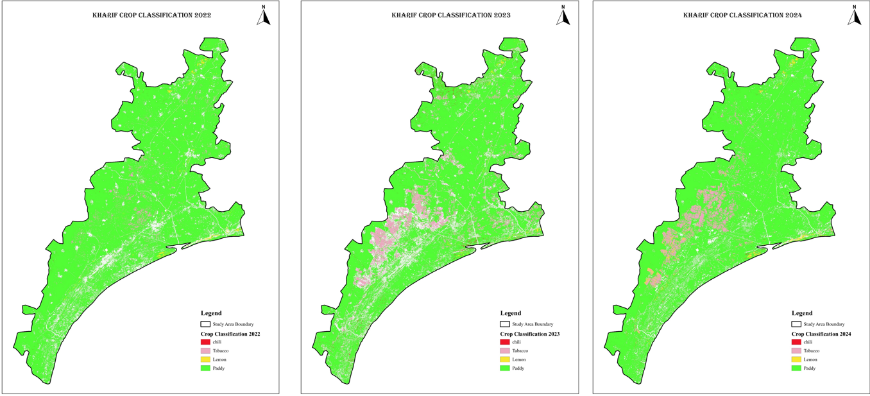 KHARIF CROP CLASSIFICATION 2022
N
Legend
Study Area Boundary
Crop Classification 2022
chili
Tobacco
Lemon
Paddy
KHARIF CROP CLASSIFICATION 2023
N
Legend
Study Area Boundary
Crop Classification 2023
chili
Tobacco
Lemon
Paddy
KHARIF CROP CLASSIFICATION 2024
N
Legend
Study Area Boundary
Crop Classification 2024
chili
Tobacco
Lemon
Paddy